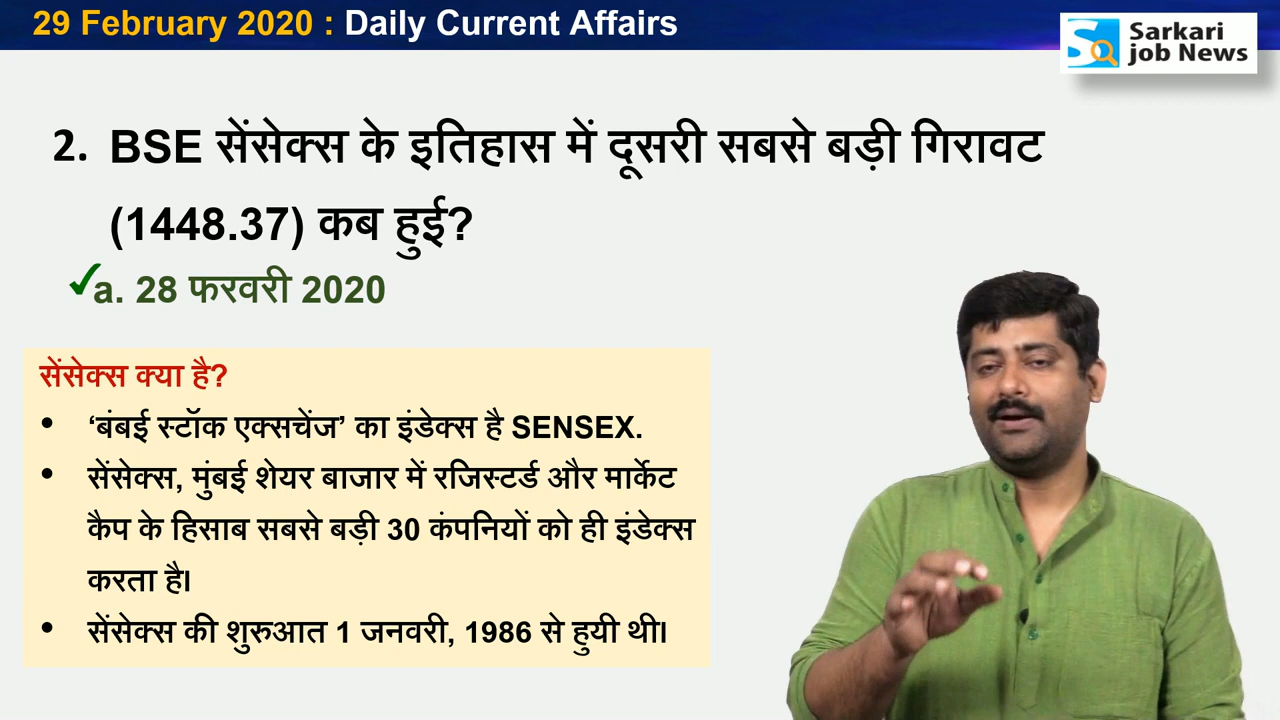 29 February 2020 : Daily Current Affairs
Sarkari
job News
2. BSE सेंसेक्स के इतिहास में दूसरी सबसे बड़ी गिरावट
(1448.37) कब हुई?
✓a. 28 फरवरी 2020
सेंसेक्स क्या है?
• ‘बंबई स्टॉक एक्सचेंज’ का इंडेक्स है SENSEX.
• सेंसेक्स, मुंबई शेयर बाजार में रजिस्टर्ड और मार्केट
कैप के हिसाब सबसे बड़ी 30 कंपनियों को ही इंडेक्स
करता है।
• सेंसेक्स की शुरुआत 1 जनवरी, 1986 से हुयी थी।